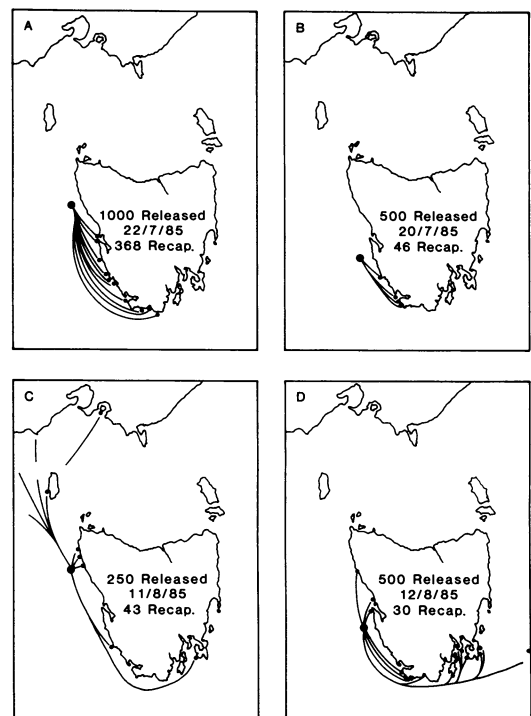 A
1000 Released
22/7/85
368 Recap.
B
500 Released
20/7/85
46 Recap.
C
250 Released
11/8/85
43 Recap.
D
500 Released
12/8/85
30 Recap.